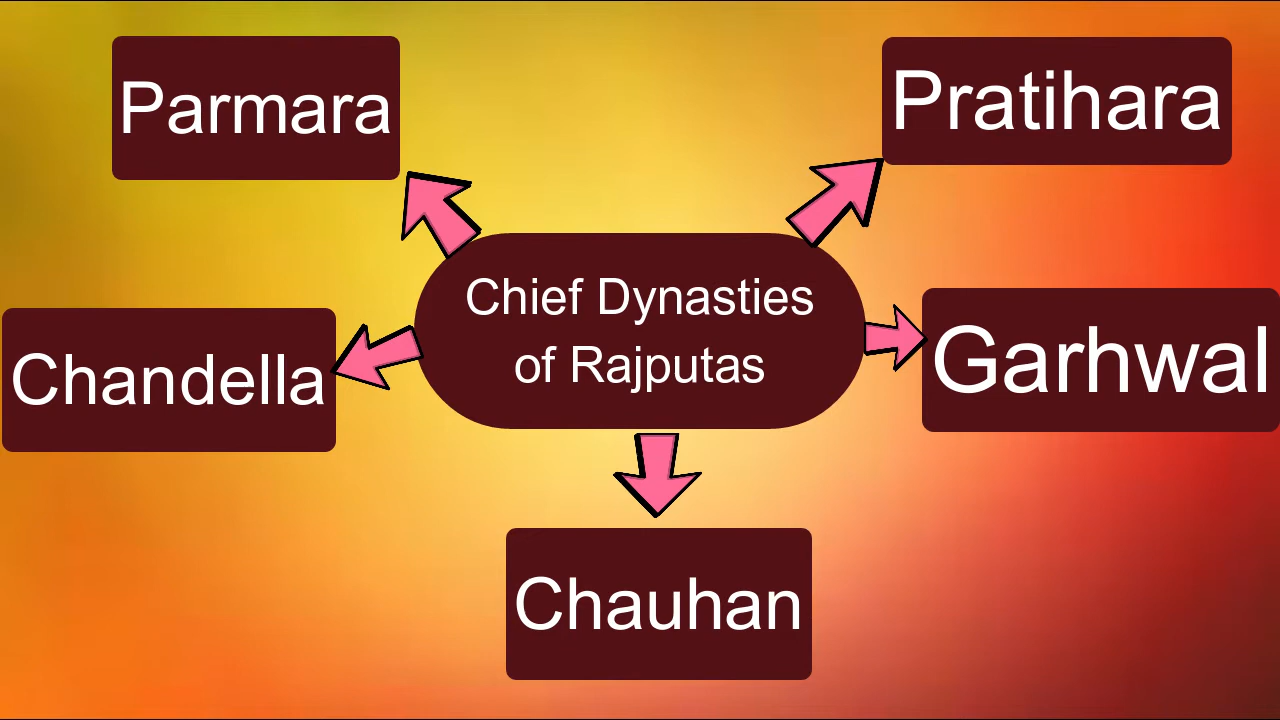 Parmara
Pratihara
Chief Dynasties
of Rajputas
Chandella
Garhwal
Chauhan